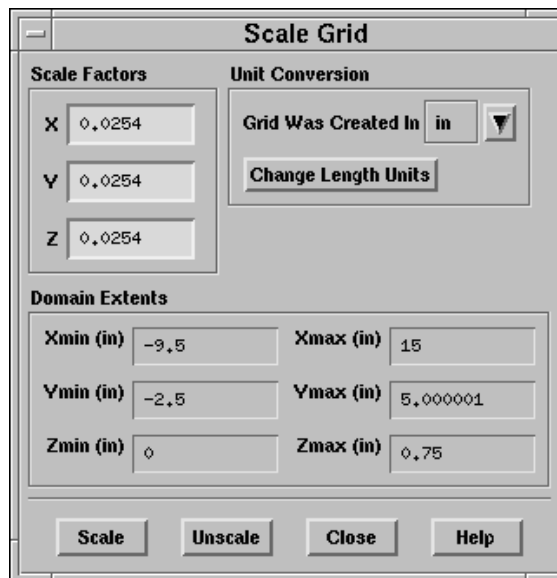 Scale Grid
Scale Factors
X 0.0254
Y 0.0254
Z 0.0254
Unit Conversion
Grid Was Created In in
Change Length Units
Domain Extents
Xmin (in) -9.5 Xmax (in) 15
Ymin (in) -2.5 Ymax (in) 5.000001
Zmin (in) 0 Zmax (in) 0.75
Scale Unscale Close Help